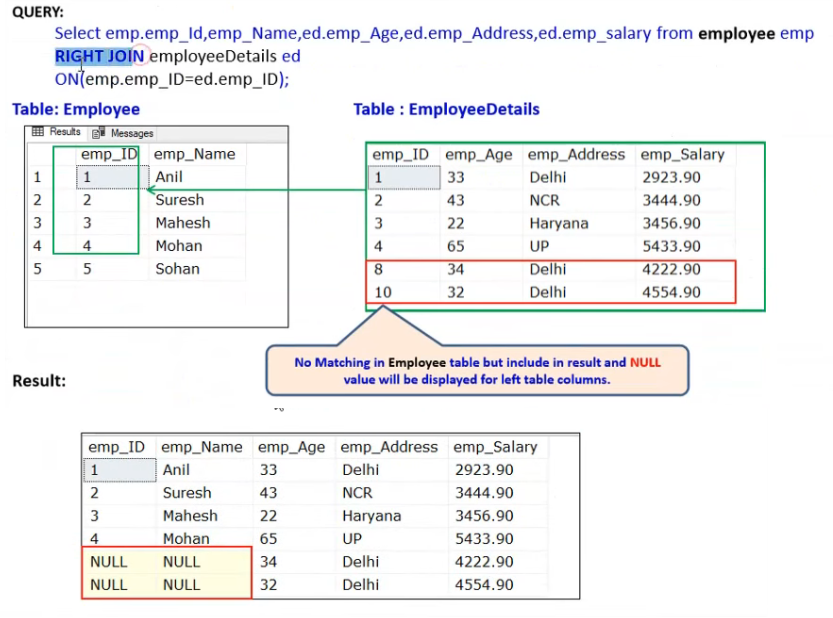 QUERY:
Select emp.emp_Id,emp_Name,ed.emp_Age,ed.emp_Address,ed.emp_salary from employee emp
RIGHT JOIN employeeDetails ed
ON(emp.emp_ID=ed.emp_ID);
Table: Employee
Table : EmployeeDetails
Results Messages
emp_ID emp_Name
1 1 Anil
2 2 Suresh
3 3 Mahesh
4 4 Mohan
5 5 Sohan
emp_ID emp_Age emp_Address emp_Salary
1 33 Delhi 2923.90
2 43 NCR 3444.90
3 22 Haryana 3456.90
4 65 UP 5433.90
8 34 Delhi 4222.90
10 32 Delhi 4554.90
No Matching in Employee table but include in result and NULL
value will be displayed for left table columns.
Result:
emp_ID emp_Name emp_Age emp_Address emp_Salary
1 Anil 33 Delhi 2923.90
2 Suresh 43 NCR 3444.90
3 Mahesh 22 Haryana 3456.90
4 Mohan 65 UP 5433.90
NULL NULL 34 Delhi 4222.90
NULL NULL 32 Delhi 4554.90